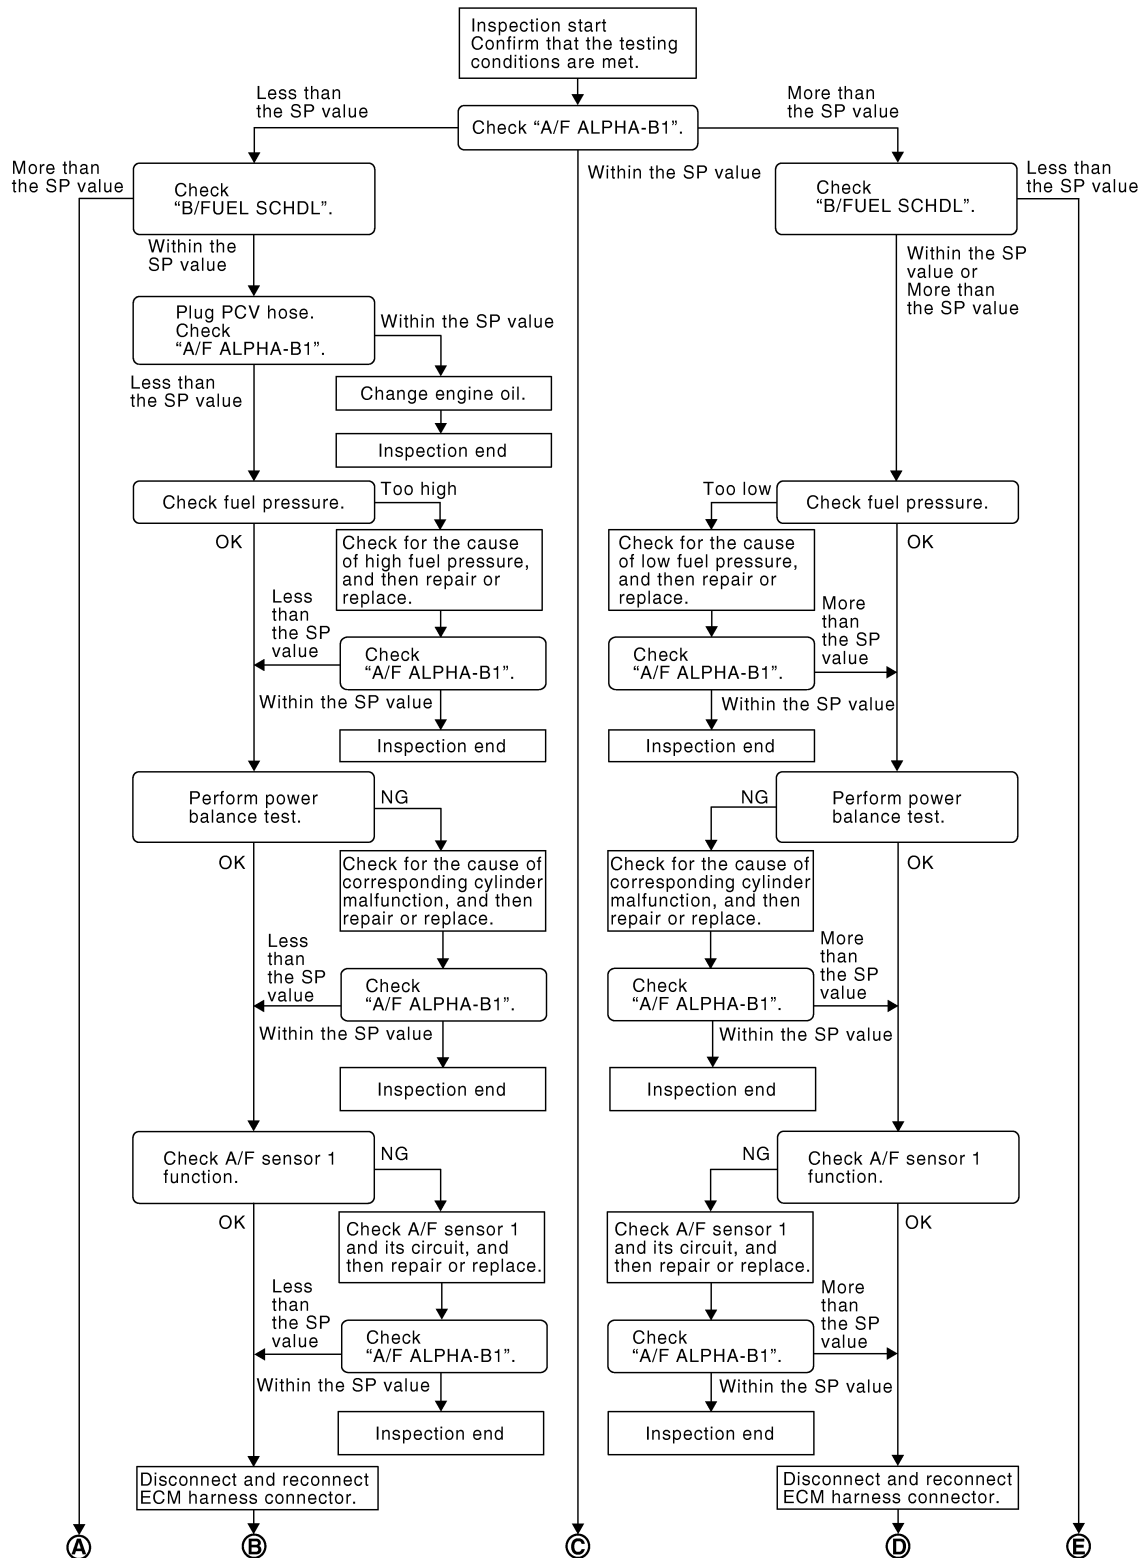 Inspection start
Confirm that the testing
conditions are met.
Less than
the SP value
More than
the SP value
Check “A/F ALPHA-B1”.
More than
the SP value
Within the SP value
Less than
the SP value
Check
“B/FUEL SCHDL”.
Check
“B/FUEL SCHDL”.
Within the
SP value
Within the SP
value or
More than
the SP value
Plug PCV hose.
Check
“A/F ALPHA-B1”.
Within the SP value
Less than
the SP value
Change engine oil.
Inspection end
Check fuel pressure.
Too high
Too low
Check fuel pressure.
OK
OK
Check for the cause
of high fuel pressure,
and then repair or
replace.
Check for the cause
of low fuel pressure,
and then repair or
replace.
Less
than
the SP
value
More
than
the SP
value
Check
“A/F ALPHA-B1”.
Check
“A/F ALPHA-B1”.
Within the SP value
Within the SP value
Inspection end
Inspection end
Perform power
balance test.
NG
NG
Perform power
balance test.
OK
OK
Check for the cause of
corresponding cylinder
malfunction, and then
repair or replace.
Check for the cause of
corresponding cylinder
malfunction, and then
repair or replace.
Less
than
the SP
value
More
than
the SP
value
Check
“A/F ALPHA-B1”.
Check
“A/F ALPHA-B1”.
Within the SP value
Within the SP value
Inspection end
Inspection end
Check A/F sensor 1
function.
NG
NG
Check A/F sensor 1
function.
OK
OK
Check A/F sensor 1
and its circuit, and
then repair or replace.
Check A/F sensor 1
and its circuit, and
then repair or replace.
Less
than
the SP
value
More
than
the SP
value
Check
“A/F ALPHA-B1”.
Check
“A/F ALPHA-B1”.
Within the SP value
Within the SP value
Inspection end
Inspection end
Disconnect and reconnect
ECM harness connector.
Disconnect and reconnect
ECM harness connector.
A
B
C
D
E